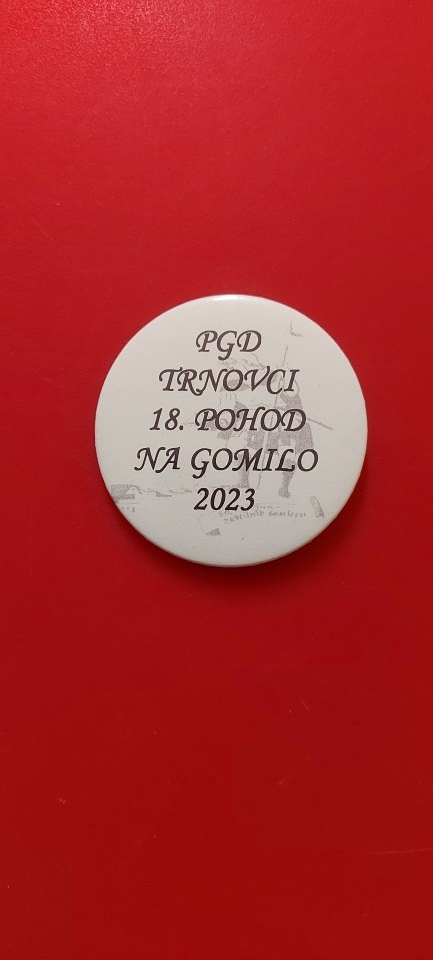 PGD
TRNOVCI
18. POHOD
NA GOMILO
2023